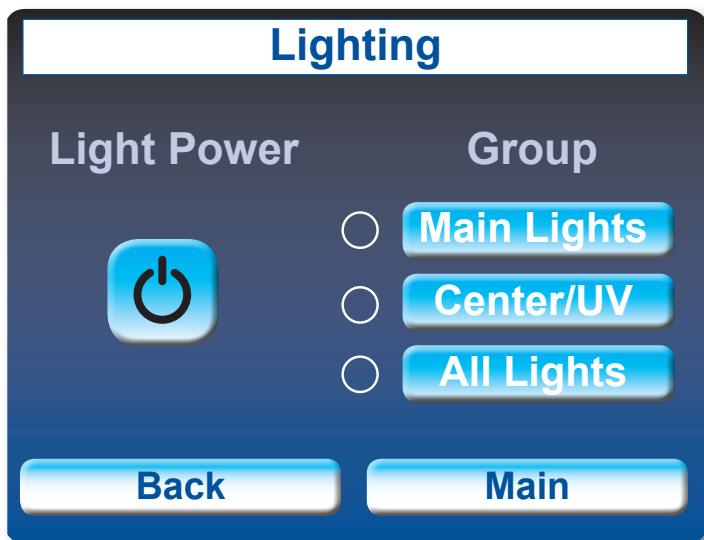 Lighting
Light Power
Group
Main Lights
Center/UV
All Lights
Back
Main